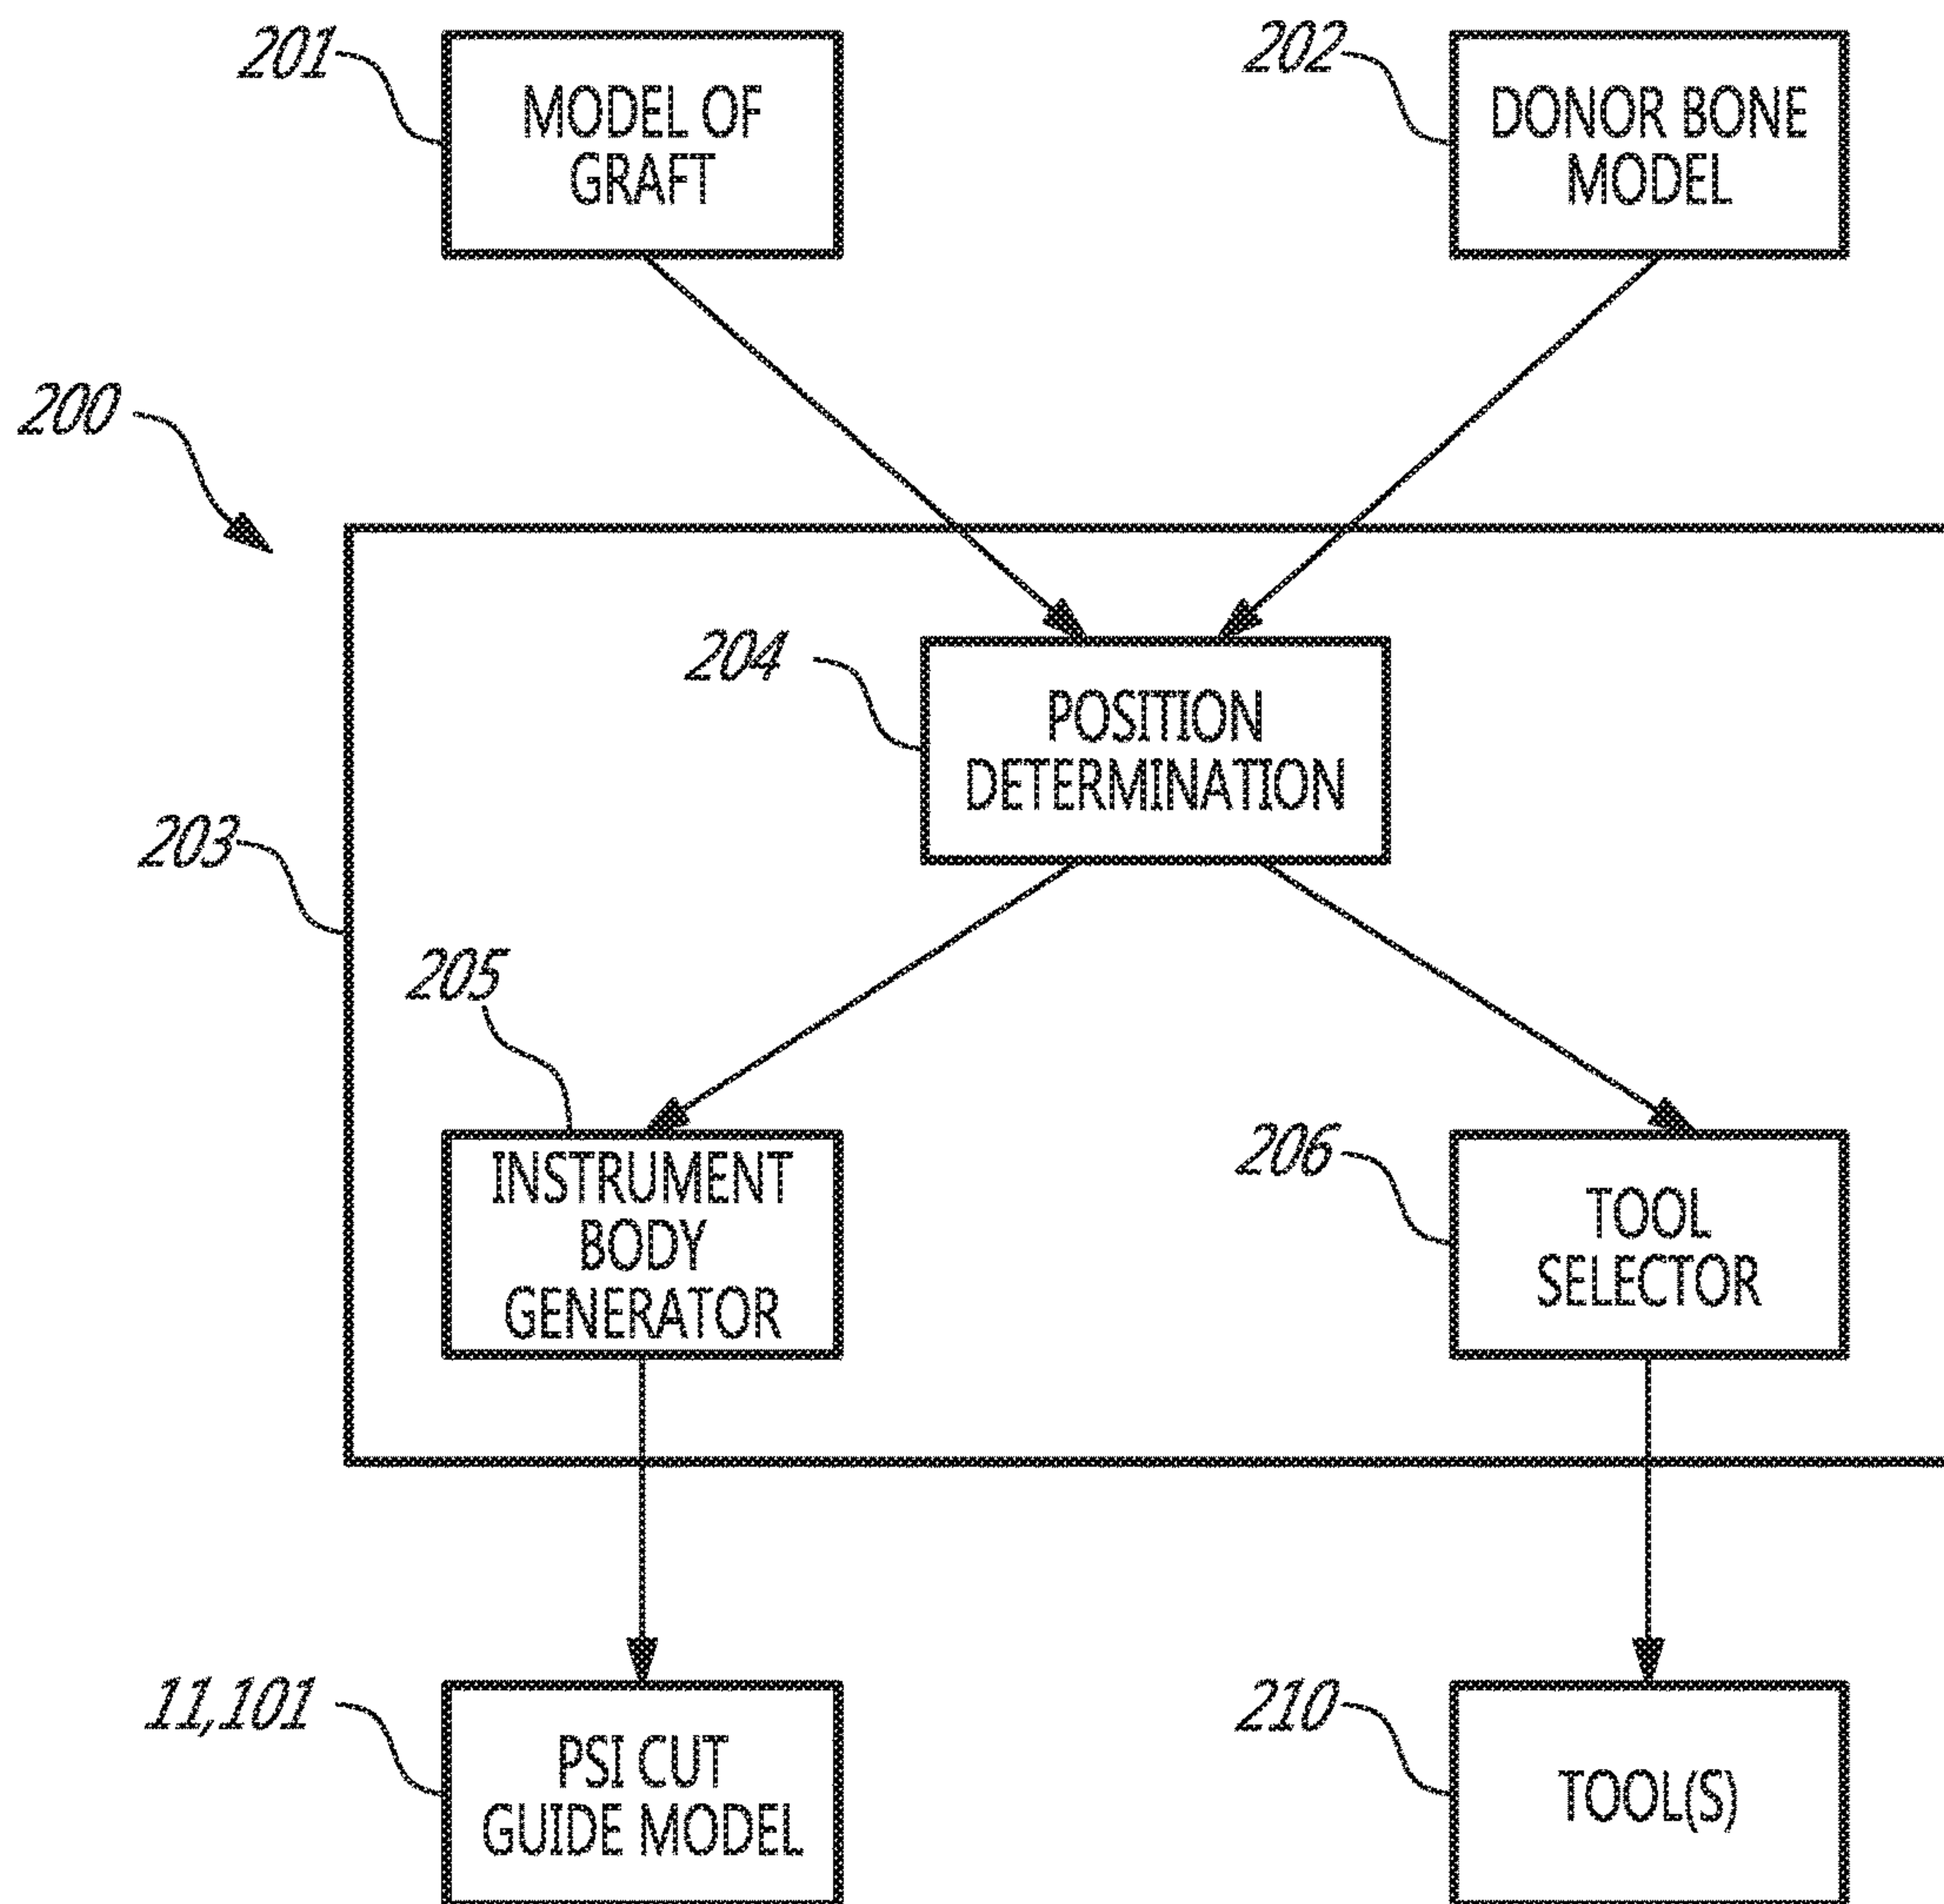 201
MODEL OF
GRAFT
202
DONOR BONE
MODEL
200
204
POSITION
DETERMINATION
203
205
INSTRUMENT
BODY
GENERATOR
206
TOOL
SELECTOR
11,101
PSI CUT
GUIDE MODEL
210
TOOL(S)